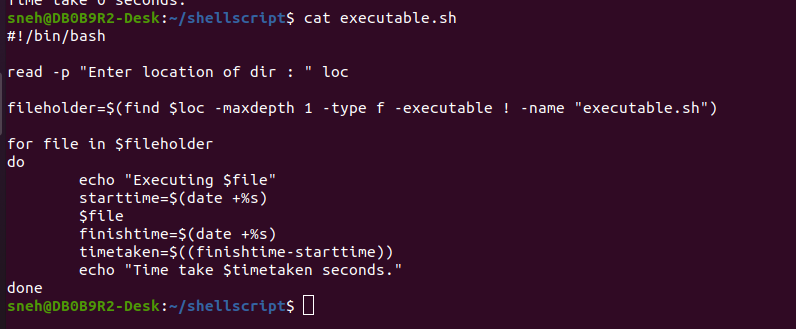 Time take 0 seconds.
sneh@DB0B9R2-Desk:~/shellscript$ cat executable.sh
#!/bin/bash
read -p "Enter location of dir : " loc
fileholder=$(find $loc -maxdepth 1 -type f -executable ! -name "executable.sh")
for file in $fileholder
do
echo "Executing $file"
starttime=$(date +%s)
$file
finishtime=$(date +%s)
timetaken=$((finishtime-starttime))
echo "Time take $timetaken seconds."
done
sneh@DB0B9R2-Desk:~/shellscript$